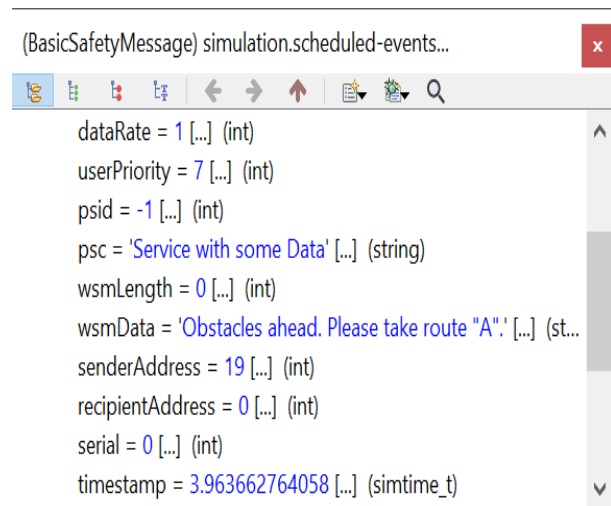 (BasicSafetyMessage) simulation.scheduled-events...
x
dataRate = 1 [...] (int)
userPriority = 7 [...] (int)
psid = -1 [...] (int)
psc = 'Service with some Data' [...] (string)
wsmLength = 0 [...] (int)
wsmData = 'Obstacles ahead. Please take route "A".' [...] (st...
senderAddress = 19 [...] (int)
recipientAddress = 0 [...] (int)
serial = 0 [...] (int)
timestamp = 3.963662764058 [...] (simtime_t)